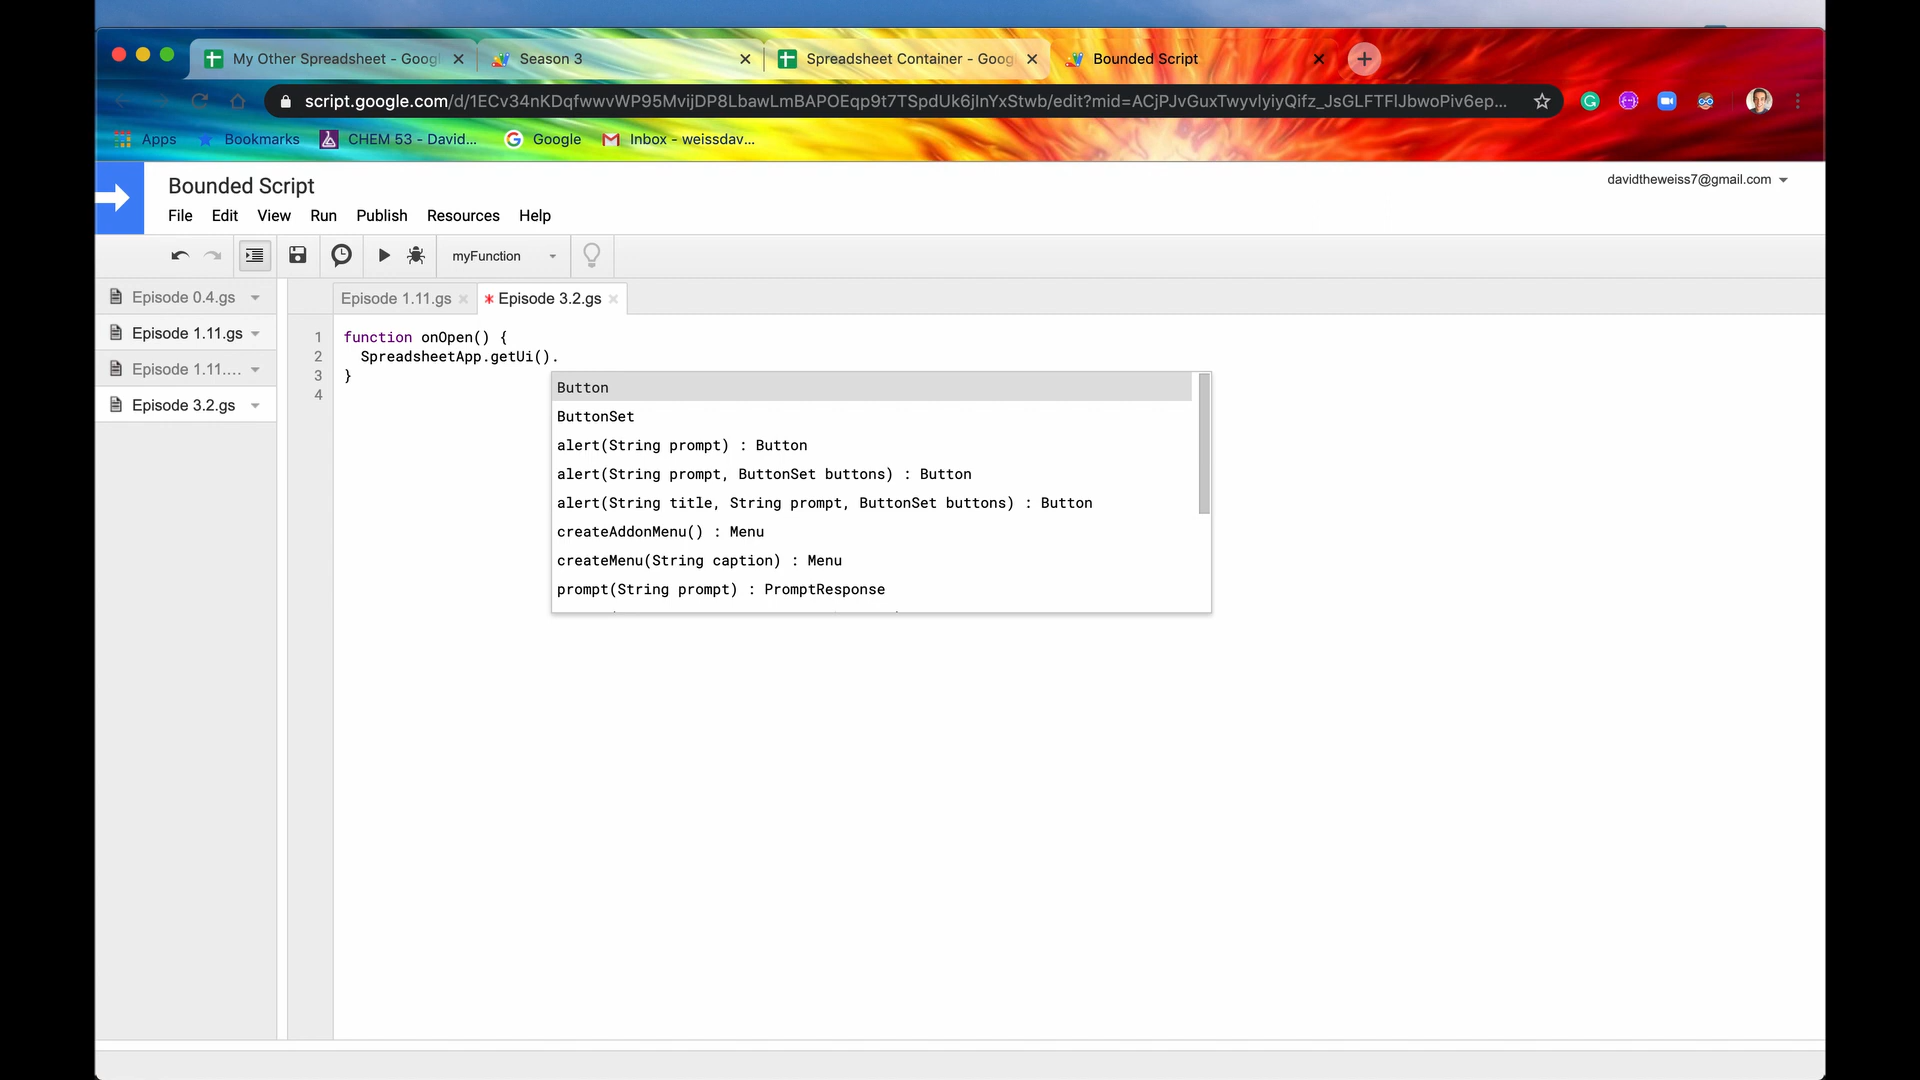 My Other Spreadsheet - Googl
Season 3
Spreadsheet Container - Goog
Bounded Script
script.google.com/d/1ECv34nKDqfwwvWP95MvijDP8LbawLmBAPOEqp9t7TSpdUk6jInYxStwb/edit?mid=ACjPJvGuxTwyvlyiyQifz_JsGLFTFlJbwoPiv6ep...
Apps
Bookmarks
CHEM 53 - David...
Google
Inbox - weissdav...
Bounded Script
davidtheweiss7@gmail.com
File Edit View Run Publish Resources Help
myFunction
Episode 0.4.gs
Episode 1.11.gs
Episode 1.11....
Episode 3.2.gs
Episode 1.11.gs
* Episode 3.2.gs
1 function onOpen() {
2 SpreadsheetApp.getUi().
3 }
4
Button
ButtonSet
alert(String prompt) : Button
alert(String prompt, ButtonSet buttons) : Button
alert(String title, String prompt, ButtonSet buttons) : Button
createAddonMenu() : Menu
createMenu(String caption) : Menu
prompt(String prompt) : PromptResponse